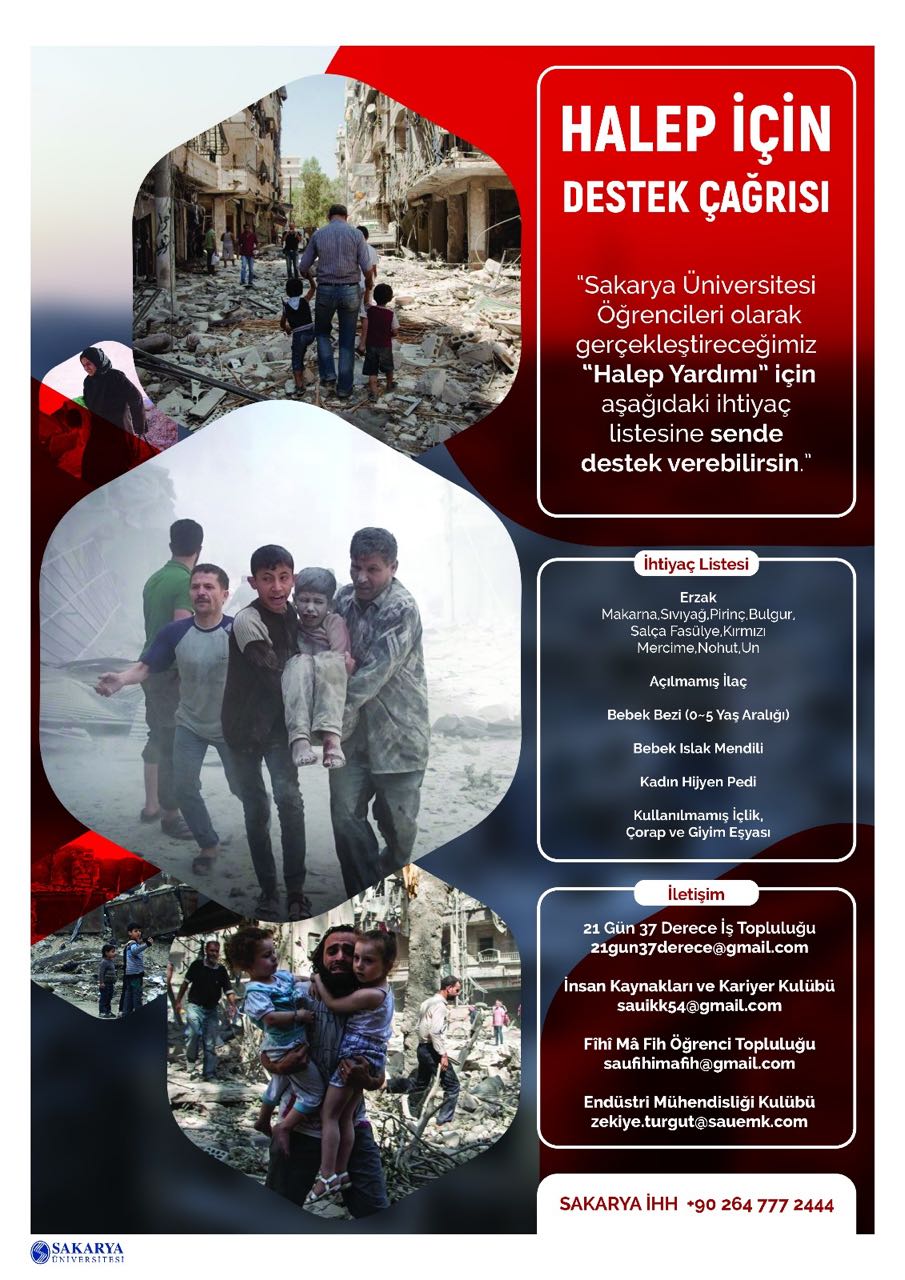 HALEP İÇİN
DESTEK ÇAĞRISI
“Sakarya Üniversitesi
Öğrencileri olarak
gerçekleştireceğimiz
“Halep Yardımı” için
aşağıdaki ihtiyaç
listesine sende
destek verebilirsin.”
İhtiyaç Listesi
Erzak
Makarna,Sıvıyağ,Pirinç,Bulgur,
Salça Fasülye,Kırmızı
Mercime,Nohut,Un
Açılmamış İlaç
Bebek Bezi (0~5 Yaş Aralığı)
Bebek Islak Mendili
Kadın Hijyen Pedi
Kullanılmamış İçlik,
Çorap ve Giyim Eşyası
İletişim
21 Gün 37 Derece İş Topluluğu
21gun37derece@gmail.com
İnsan Kaynakları ve Kariyer Kulübü
sauikk54@gmail.com
Fîhî Mâ Fih Öğrenci Topluluğu
saufihimafih@gmail.com
Endüstri Mühendisliği Kulübü
zekiye.turgut@sauemk.com
SAKARYA İHH +90 264 777 2444
SAKARYA
ÜNİVERSİTESİ